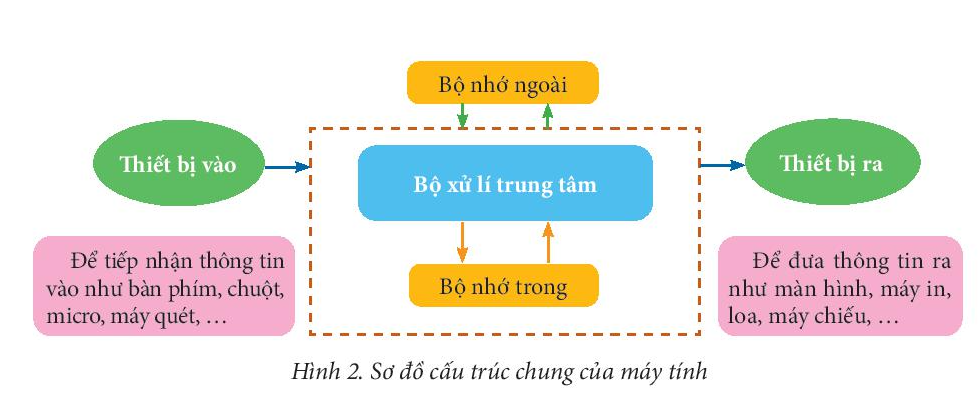 Bộ nhớ ngoài
Thiết bị vào
Bộ xử lí trung tâm
Thiết bị ra
Để tiếp nhận thông tin
vào như bàn phím, chuột,
micro, máy quét, …
Bộ nhớ trong
Để đưa thông tin ra
như màn hình, máy in,
loa, máy chiếu, …
Hình 2. Sơ đồ cấu trúc chung của máy tính